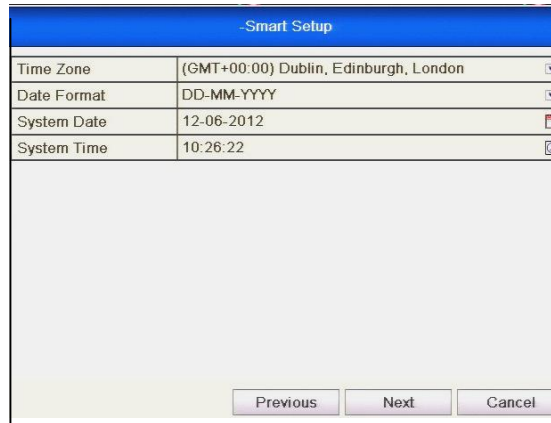 -Smart Setup
Time Zone (GMT+00:00) Dublin, Edinburgh, London
Date Format DD-MM-YYYY
System Date 12-06-2012
System Time 10:26:22
Previous Next Cancel